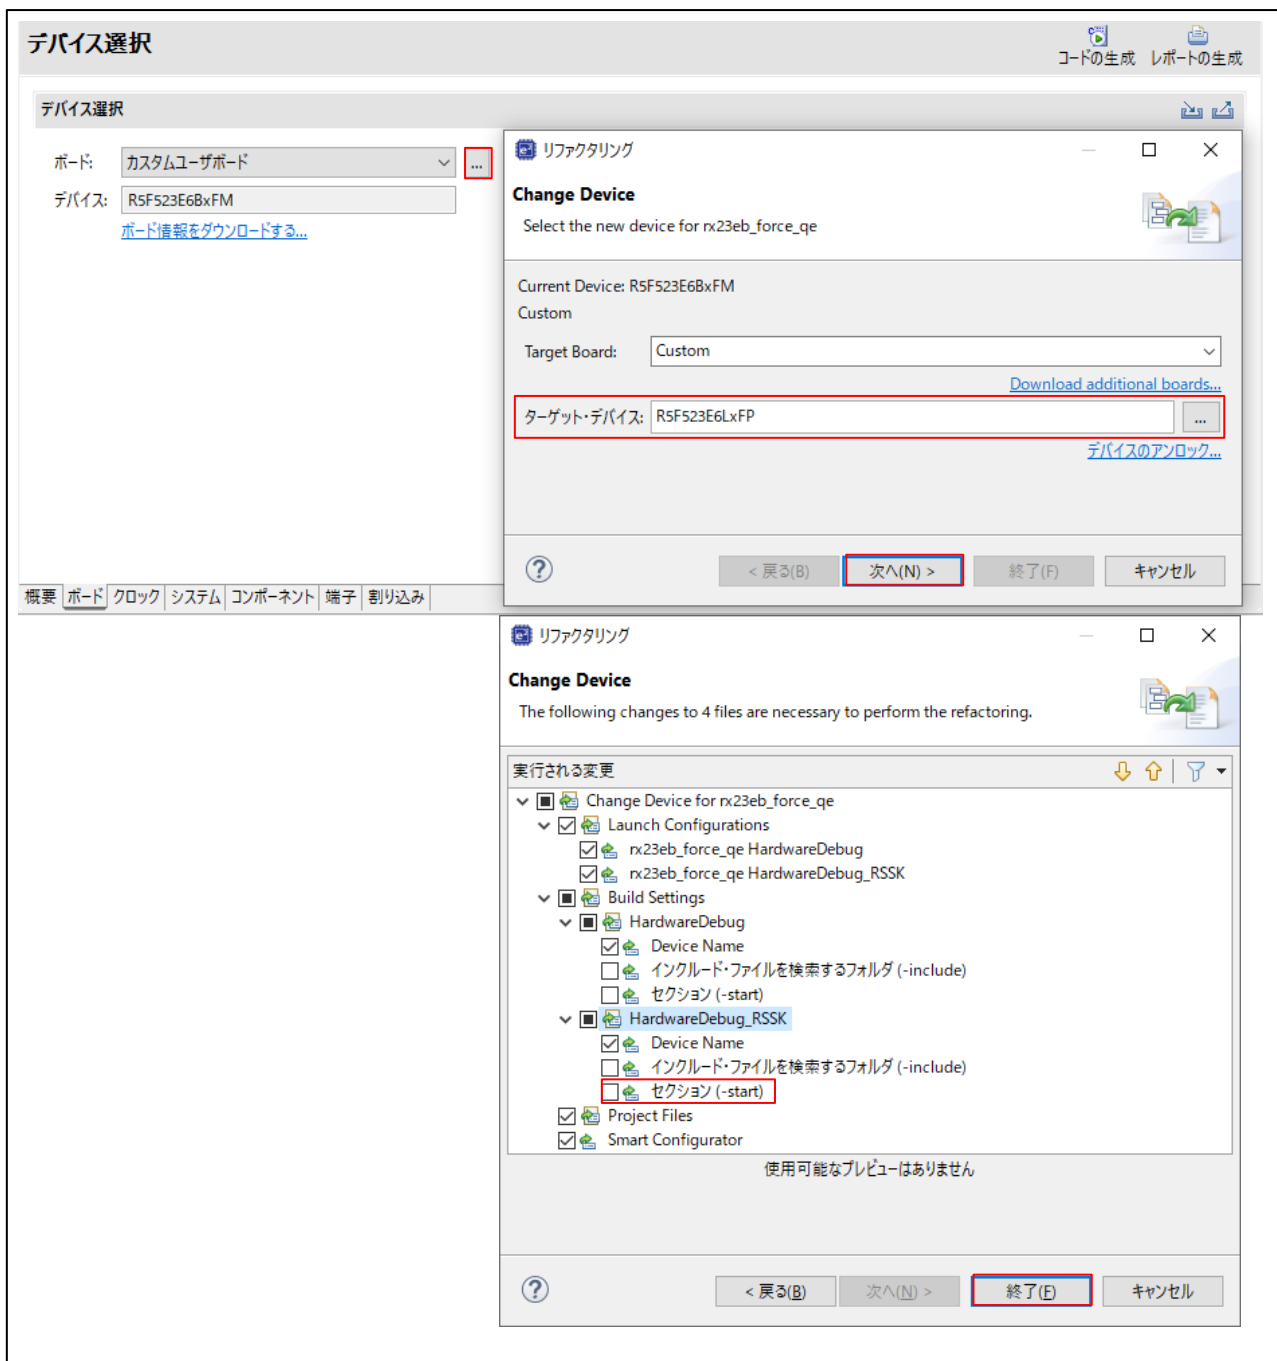 デバイス選択
コードの生成 レポートの生成
デバイス選択
ボード: カスタムユーザボード ...
デバイス: R5F523E6BxFM
ボード情報をダウンロードする...
リファクタリング
Change Device
Select the new device for rx23eb_force_qe
Current Device: R5F523E6BxFM
Custom
Target Board: Custom
Download additional boards...
ターゲット・デバイス: R5F523E6LxFP ...
デバイスのアンロック...
< 戻る(B) 次へ(N) > 終了(F) キャンセル
概要 ボード クロック システム コンポーネント 端子 割り込み
リファクタリング
Change Device
The following changes to 4 files are necessary to perform the refactoring.
実行される変更
Change Device for rx23eb_force_qe
Launch Configurations
rx23eb_force_qe HardwareDebug
rx23eb_force_qe HardwareDebug_RSSK
Build Settings
HardwareDebug
Device Name
インクルード・ファイルを検索するフォルダ (-include)
セクション (-start)
HardwareDebug_RSSK
Device Name
インクルード・ファイルを検索するフォルダ (-include)
セクション (-start)
Project Files
Smart Configurator
使用可能なプレビューはありません
< 戻る(B) 次へ(N) > 終了(F) キャンセル